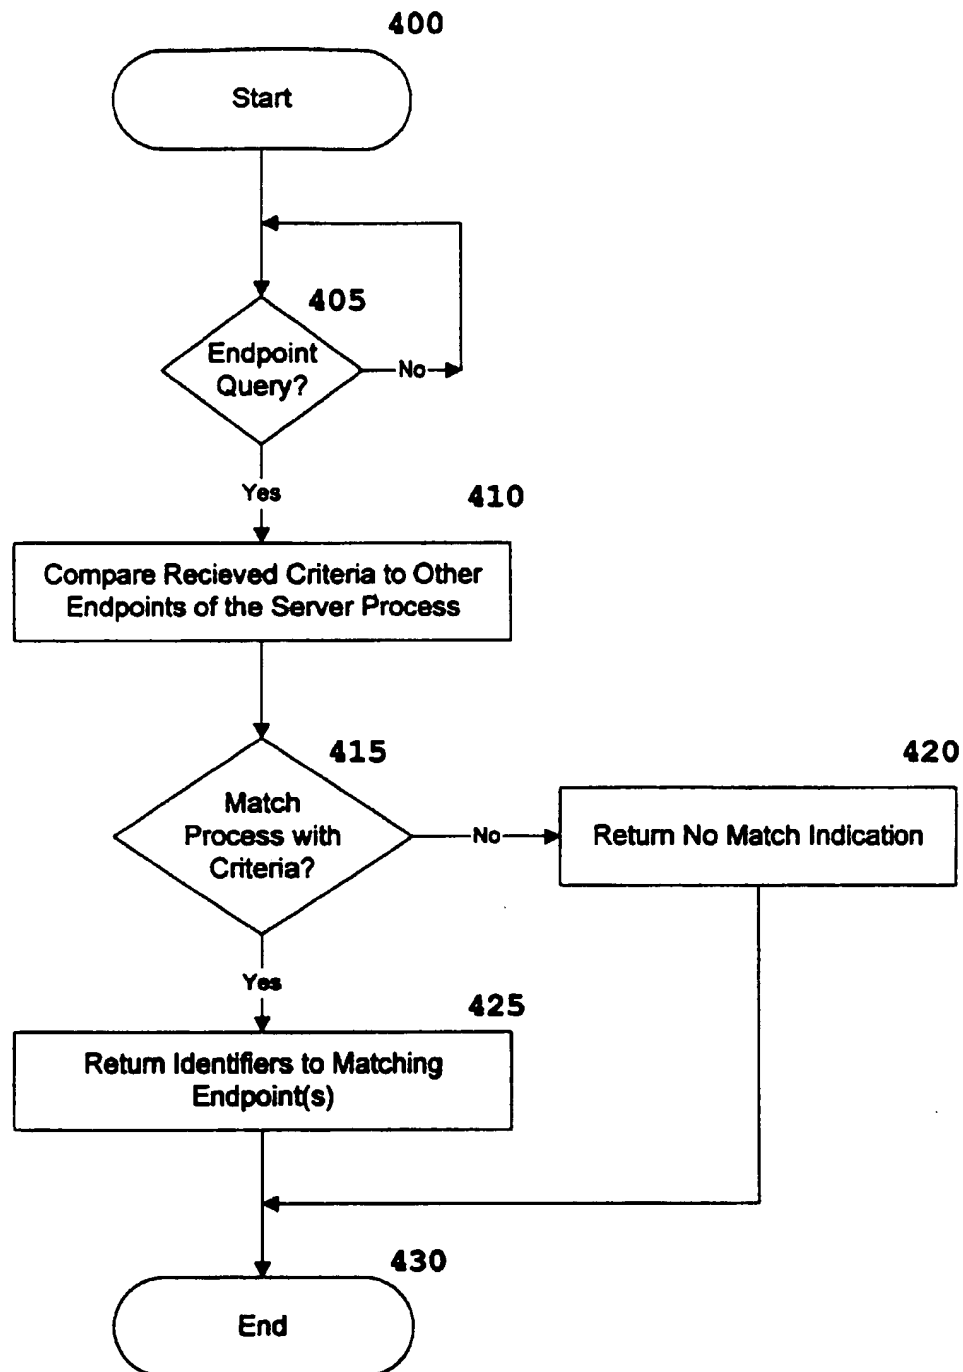 400
Start
405
Endpoint
Query?
No
Yes
410
Compare Recieved Criteria to Other
Endpoints of the Server Process
415
Match
Process with
Criteria?
No
420
Return No Match Indication
Yes
425
Return Identifiers to Matching
Endpoint(s)
430
End